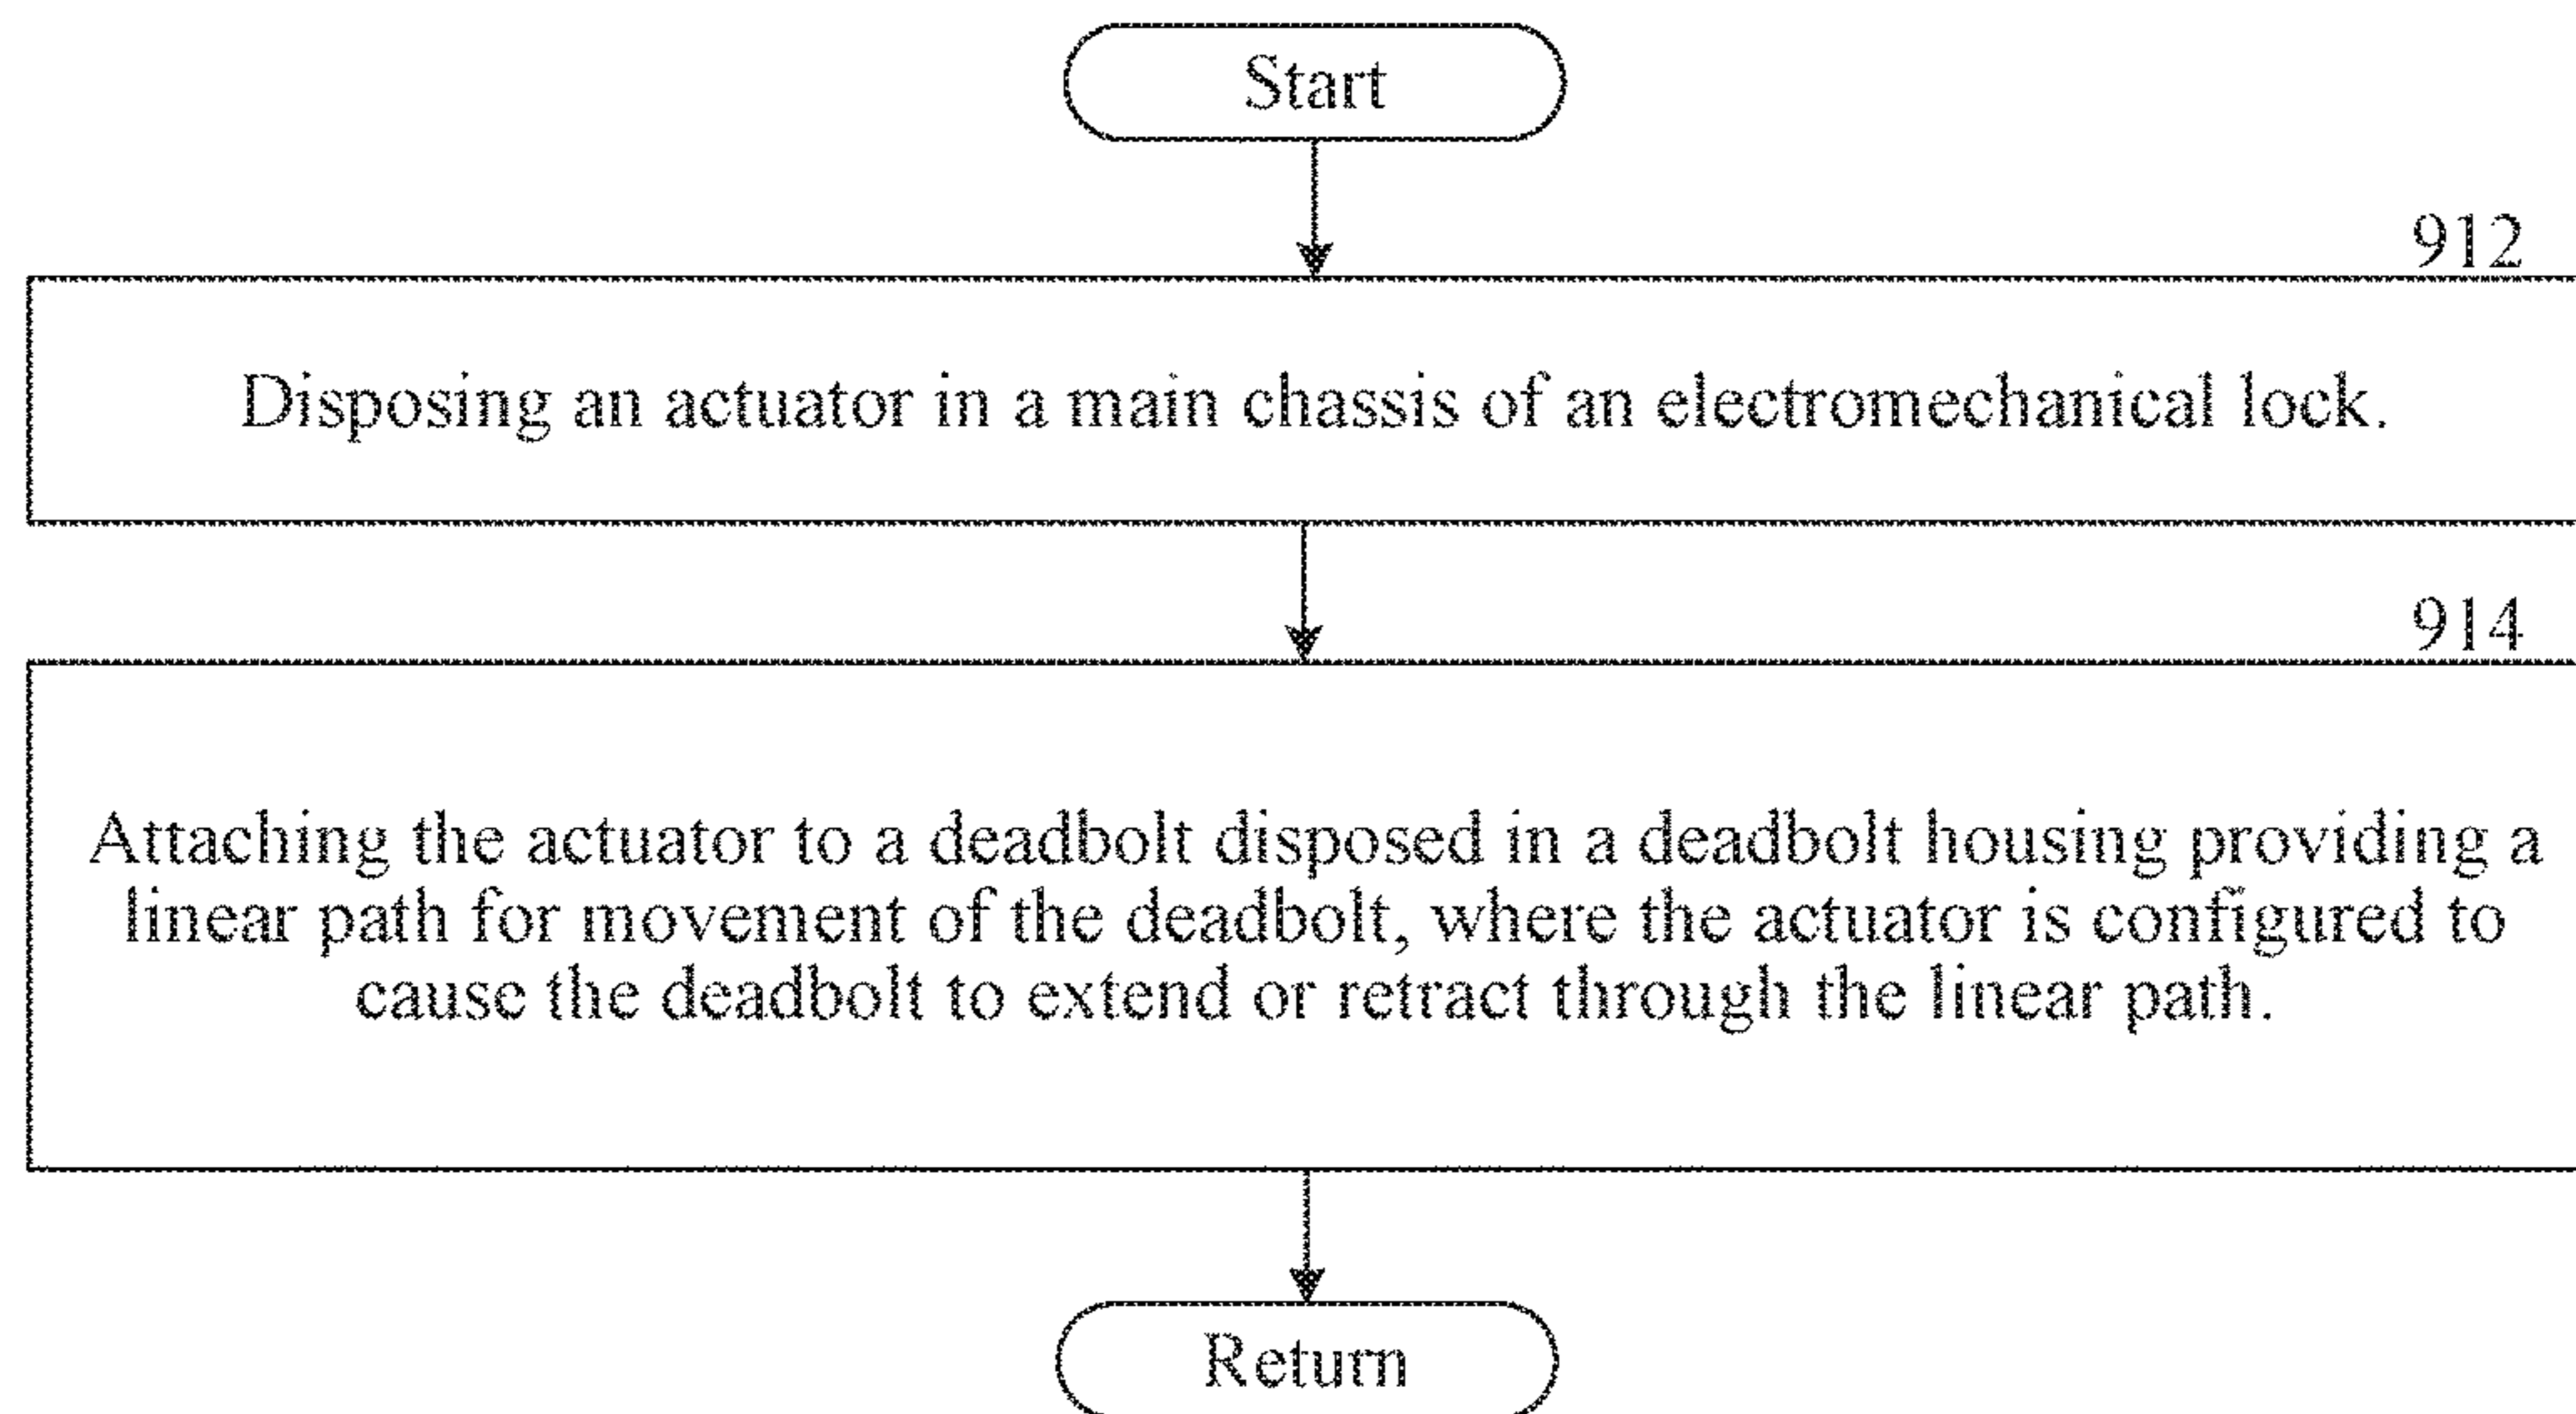 Start
912
Disposing an actuator in a main chassis of an electromechanical lock.
914
Attaching the actuator to a deadbolt disposed in a deadbolt housing providing a
linear path for movement of the deadbolt, where the actuator is configured to
cause the deadbolt to extend or retract through the linear path.
Return